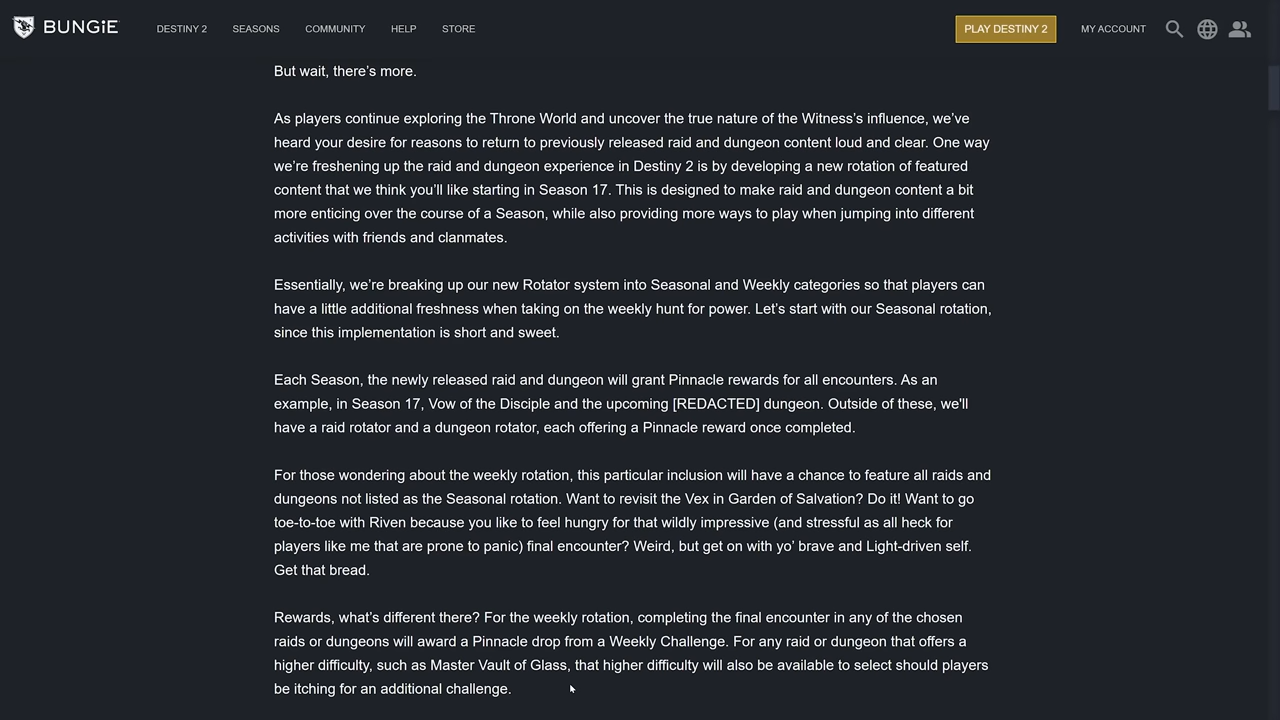 BUNGiE DESTINY 2 SEASONS COMMUNITY HELP STORE PLAY DESTINY 2 MY ACCOUNT
But wait, there's more.
As players continue exploring the Throne World and uncover the true nature of the Witness's influence, we've
heard your desire for reasons to return to previously released raid and dungeon content loud and clear. One way
we're freshening up the raid and dungeon experience in Destiny 2 is by developing a new rotation of featured
content that we think you'll like starting in Season 17. This is designed to make raid and dungeon content a bit
more enticing over the course of a Season, while also providing more ways to play when jumping into different
activities with friends and clanmates.
Essentially, we're breaking up our new Rotator system into Seasonal and Weekly categories so that players can
have a little additional freshness when taking on the weekly hunt for power. Let's start with our Seasonal rotation,
since this implementation is short and sweet.
Each Season, the newly released raid and dungeon will grant Pinnacle rewards for all encounters. As an
example, in Season 17, Vow of the Disciple and the upcoming [REDACTED] dungeon. Outside of these, we'll
have a raid rotator and a dungeon rotator, each offering a Pinnacle reward once completed.
For those wondering about the weekly rotation, this particular inclusion will have a chance to feature all raids and
dungeons not listed as the Seasonal rotation. Want to revisit the Vex in Garden of Salvation? Do it! Want to go
toe-to-toe with Riven because you like to feel hungry for that wildly impressive (and stressful as all heck for
players like me that are prone to panic) final encounter? Weird, but get on with yo' brave and Light-driven self.
Get that bread.
Rewards, what's different there? For the weekly rotation, completing the final encounter in any of the chosen
raids or dungeons will award a Pinnacle drop from a Weekly Challenge. For any raid or dungeon that offers a
higher difficulty, such as Master Vault of Glass, that higher difficulty will also be available to select should players
be itching for an additional challenge.